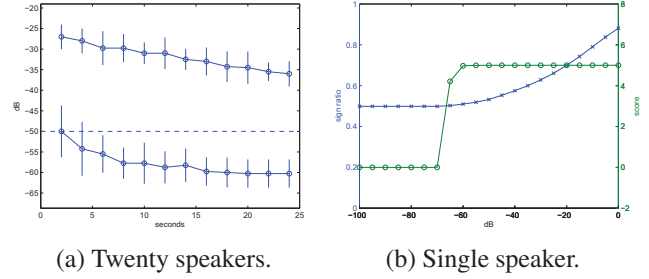 −20
−25
−30
−35
−40
−45
−50
−55
−60
−65
dB
0 5 10 15 20 25
seconds
(a) Twenty speakers.
1
0.8
0.6
0.4
0.2
0
sign ratio
8
6
4
2
0
−2
score
−100 −80 −60 −40 −20 0
dB
(b) Single speaker.